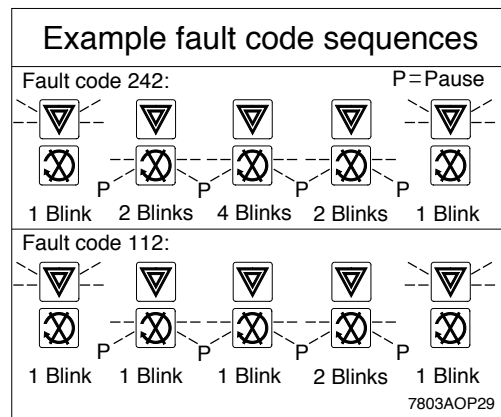 Example fault code sequences
Fault code 242: P=Pause
P P P P
1 Blink 2 Blinks 4 Blinks 2 Blinks 1 Blink
Fault code 112:
P P P P
1 Blink 1 Blink 1 Blink 2 Blinks 1 Blink
7803AOP29